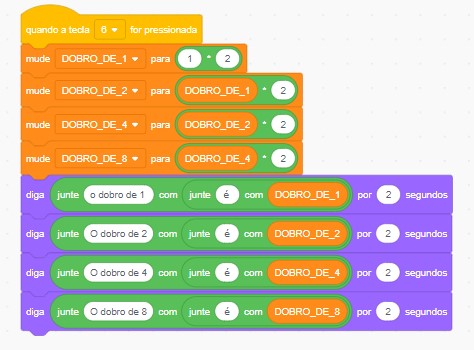 quando a tecla 6 for pressionada
mude DOBRO_DE_1 para 1 * 2
mude DOBRO_DE_2 para DOBRO_DE_1 * 2
mude DOBRO_DE_4 para DOBRO_DE_2 * 2
mude DOBRO_DE_8 para DOBRO_DE_4 * 2
diga junte o dobro de 1 com junte é com DOBRO_DE_1 por 2 segundos
diga junte O dobro de 2 com junte é com DOBRO_DE_2 por 2 segundos
diga junte O dobro de 4 com junte é com DOBRO_DE_4 por 2 segundos
diga junte O dobro de 8 com junte é com DOBRO_DE_8 por 2 segundos